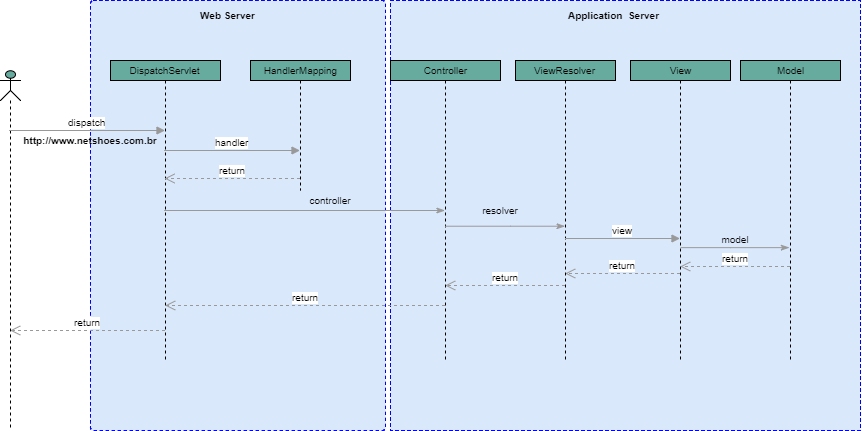 Web Server
Application Server
DispatchServlet
HandlerMapping
Controller
ViewResolver
View
Model
dispatch
http://www.netshoes.com.br
handler
return
controller
resolver
view
model
return
return
return
return
return